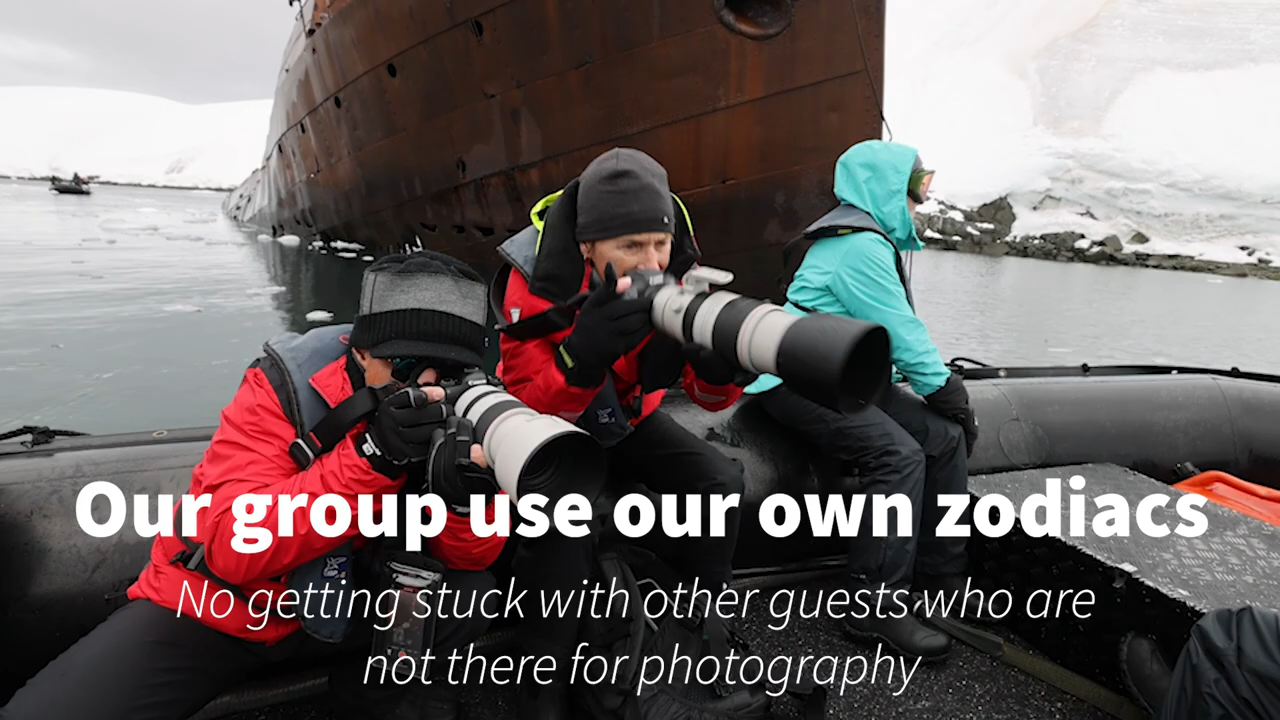 Our group use our own zodiacs
No getting stuck with other guests who are
not there for photography